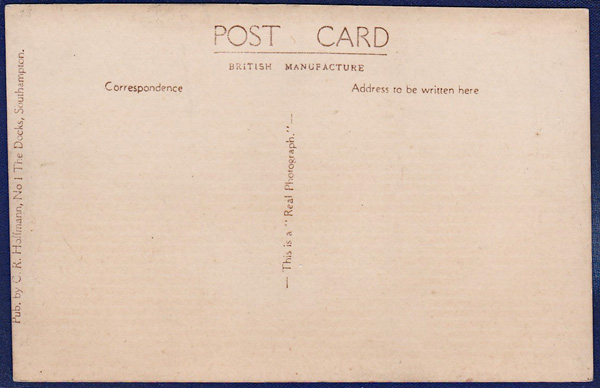 POST CARD
BRITISH MANUFACTURE
Correspondence
Address to be written here
— This is a "Real Photograph." —
Pub. by C. R. Hoffmann, No 1 The Docks, Southampton.